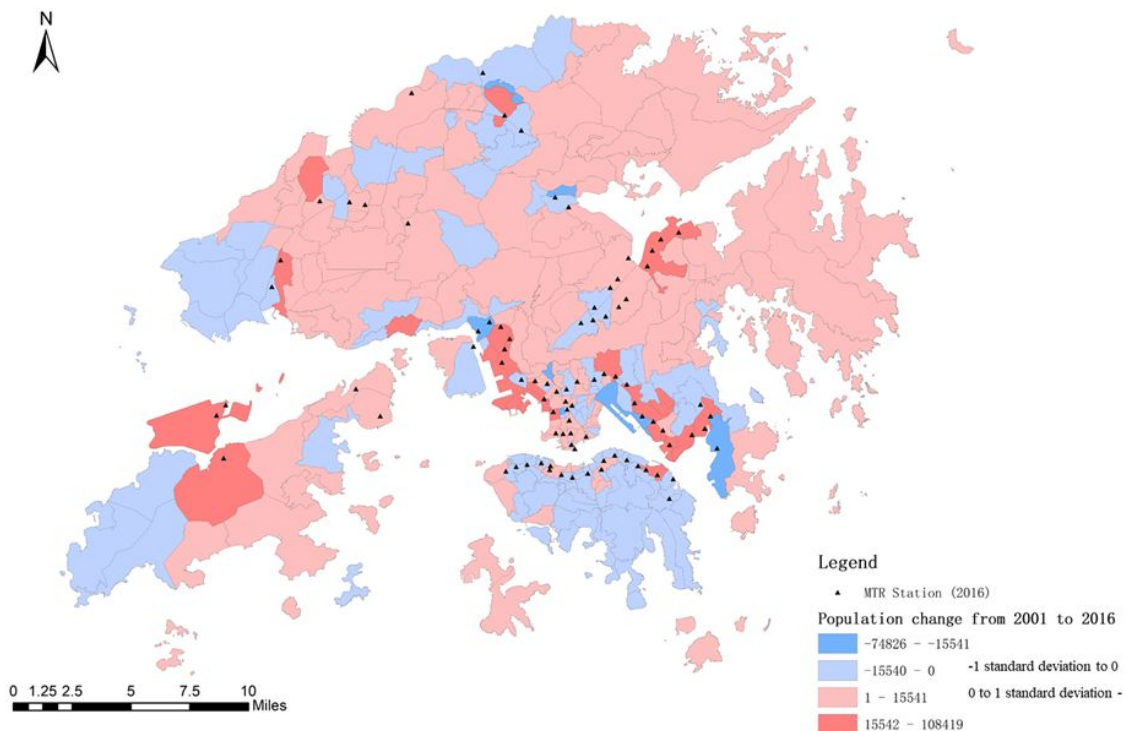 N
Legend
MTR Station (2016)
Population change from 2001 to 2016
-74826 - -15541
-15540 - 0 -1 standard deviation to 0
1 - 15541 0 to 1 standard deviation -
15542 - 108419
0 1.25 2.5 5 7.5 10
Miles